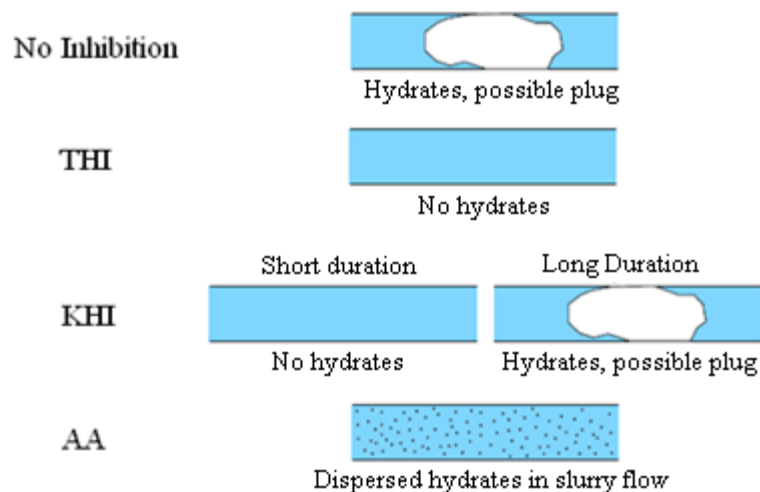 No Inhibition
Hydrates, possible plug
THI
No hydrates
Short duration
Long Duration
KHI
No hydrates
Hydrates, possible plug
AA
Dispersed hydrates in slurry flow